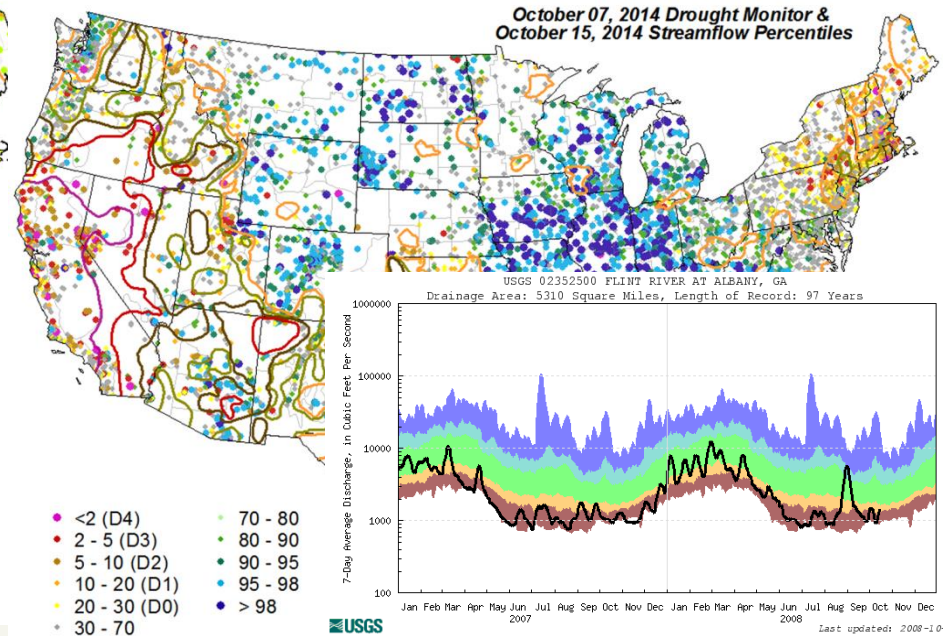 October 07, 2014 Drought Monitor &
October 15, 2014 Streamflow Percentiles
USGS 02352500 FLINT RIVER AT ALBANY, GA
Drainage Area: 5310 Square Miles, Length of Record: 97 Years
7-Day Average Discharge, in Cubic Feet Per Second
1000000
100000
10000
1000
100
Jan Feb Mar Apr May Jun Jul Aug Sep Oct Nov Dec Jan Feb Mar Apr May Jun Jul Aug Sep Oct Nov Dec
2007 2008
USGS
Last updated: 2008-10-
<2 (D4)
2 - 5 (D3)
5 - 10 (D2)
10 - 20 (D1)
20 - 30 (D0)
30 - 70
70 - 80
80 - 90
90 - 95
95 - 98
> 98